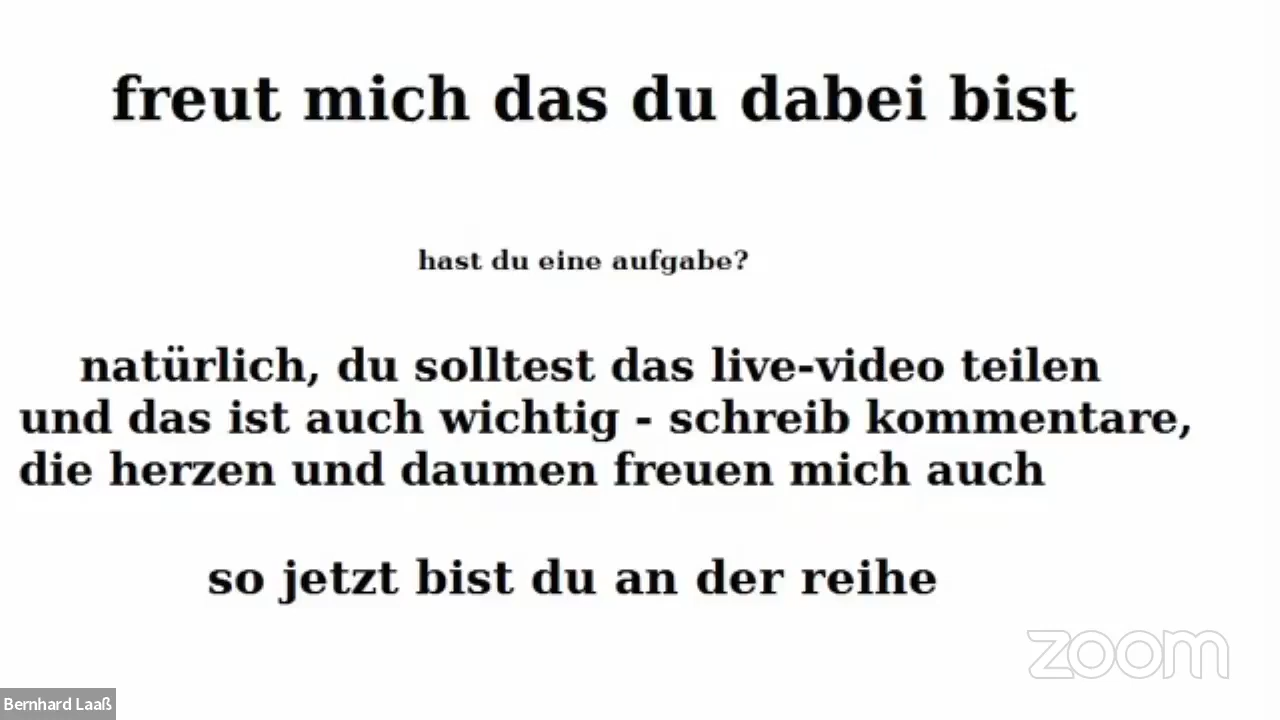 freut mich das du dabei bist
hast du eine aufgabe?
natürlich, du solltest das live-video teilen
und das ist auch wichtig - schreib kommentare,
die herzen und daumen freuen mich auch
so jetzt bist du an der reihe
zoom
Bernhard Laaß